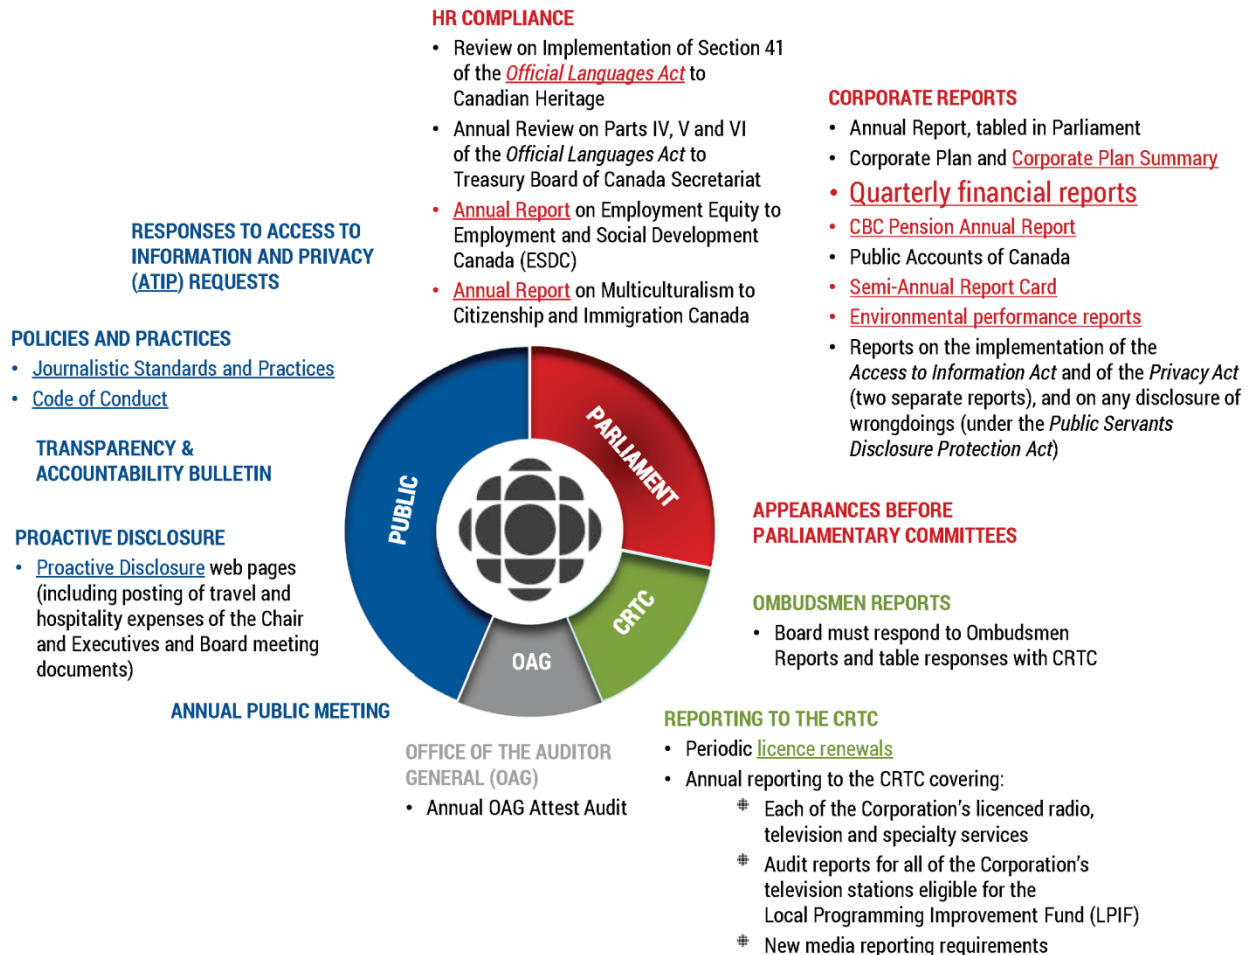 HR COMPLIANCE
• Review on Implementation of Section 41
of the Official Languages Act to
Canadian Heritage
• Annual Review on Parts IV, V and VI
of the Official Languages Act to
Treasury Board of Canada Secretariat
• Annual Report on Employment Equity to
Employment and Social Development
Canada (ESDC)
• Annual Report on Multiculturalism to
Citizenship and Immigration Canada
CORPORATE REPORTS
• Annual Report, tabled in Parliament
• Corporate Plan and Corporate Plan Summary
• Quarterly financial reports
• CBC Pension Annual Report
• Public Accounts of Canada
• Semi-Annual Report Card
• Environmental performance reports
• Reports on the implementation of the
Access to Information Act and of the Privacy Act
(two separate reports), and on any disclosure of
wrongdoings (under the Public Servants
Disclosure Protection Act)
APPEARANCES BEFORE
PARLIAMENTARY COMMITTEES
RESPONSES TO ACCESS TO
INFORMATION AND PRIVACY
(ATIP) REQUESTS
POLICIES AND PRACTICES
• Journalistic Standards and Practices
• Code of Conduct
TRANSPARENCY &
ACCOUNTABILITY BULLETIN
PROACTIVE DISCLOSURE
• Proactive Disclosure web pages
(including posting of travel and
hospitality expenses of the Chair
and Executives and Board meeting
documents)
ANNUAL PUBLIC MEETING
PUBLIC
PARLIAMENT
CRTC
OAG
OFFICE OF THE AUDITOR
GENERAL (OAG)
• Annual OAG Attest Audit
OMBUDSMEN REPORTS
• Board must respond to Ombudsmen
Reports and table responses with CRTC
REPORTING TO THE CRTC
• Periodic licence renewals
• Annual reporting to the CRTC covering:
Each of the Corporation's licenced radio,
television and specialty services
Audit reports for all of the Corporation's
television stations eligible for the
Local Programming Improvement Fund (LPIF)
New media reporting requirements